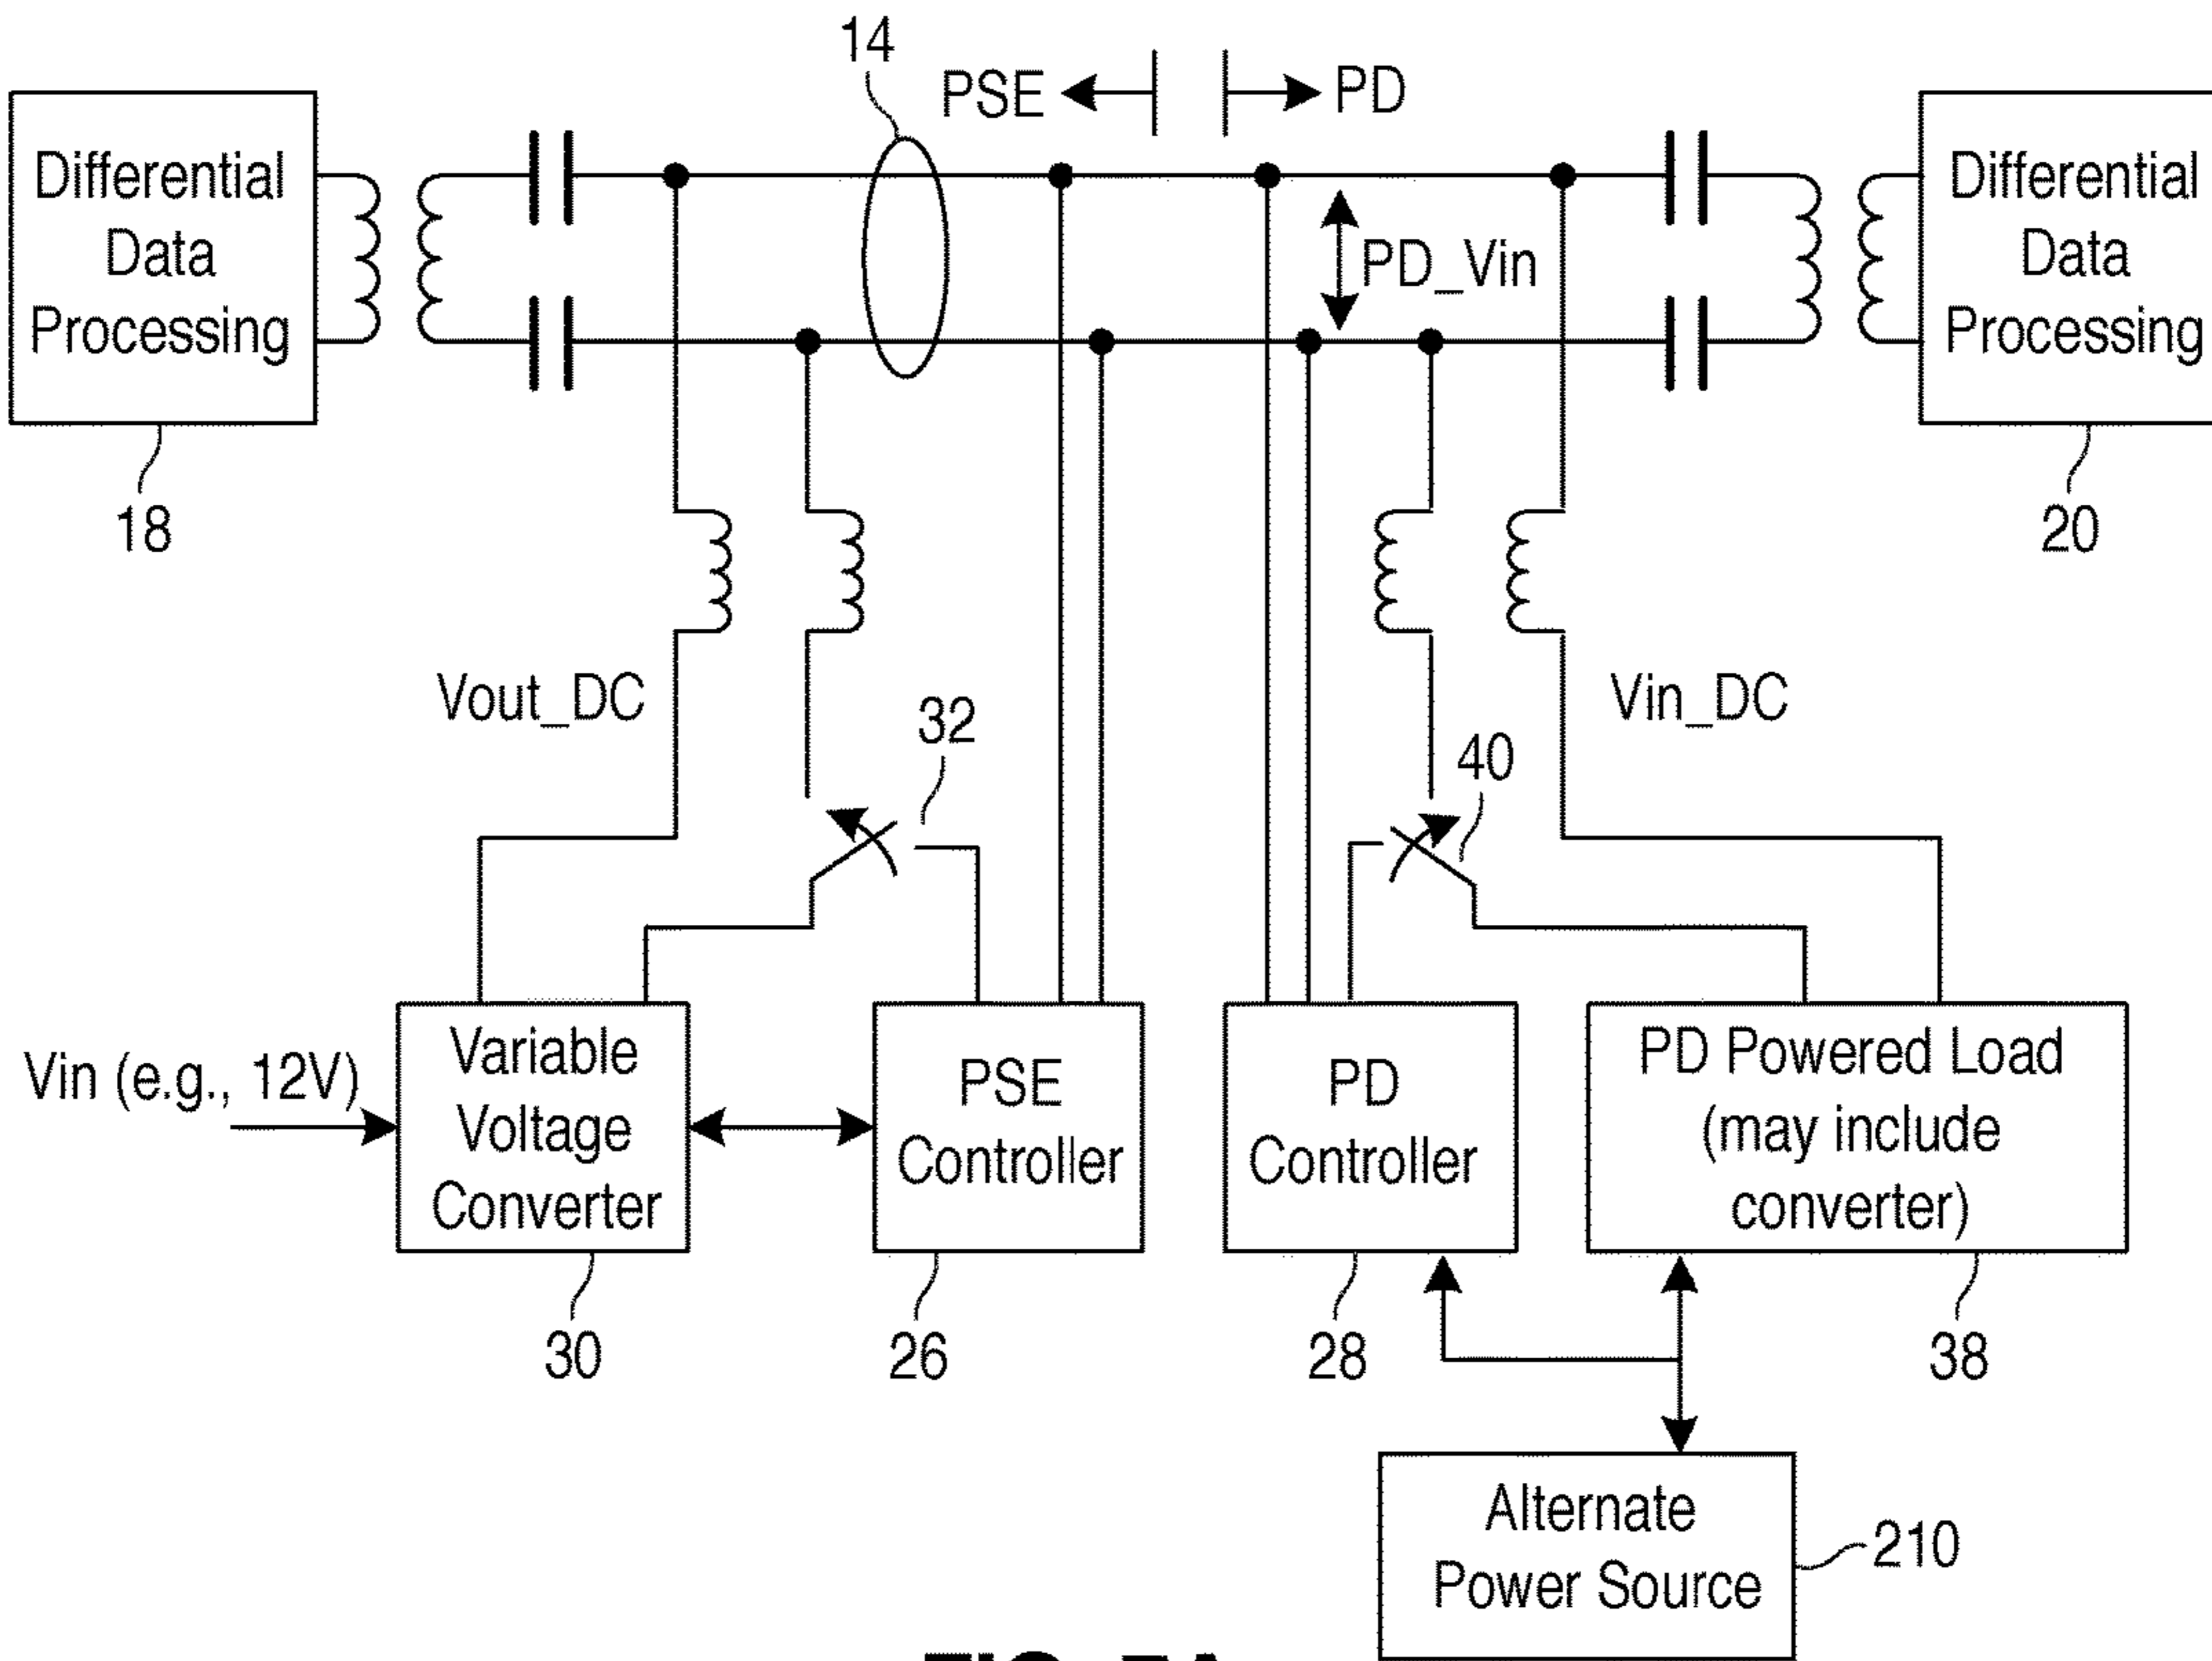 14
PSE
PD
Differential
Data
Processing
PD_Vin
Differential
Data
Processing
18
20
Vout_DC
32
Vin_DC
40
Vin (e.g., 12V)
Variable
Voltage
Converter
PSE
Controller
PD
Controller
PD Powered Load
(may include
converter)
30
26
28
38
Alternate
Power Source
210